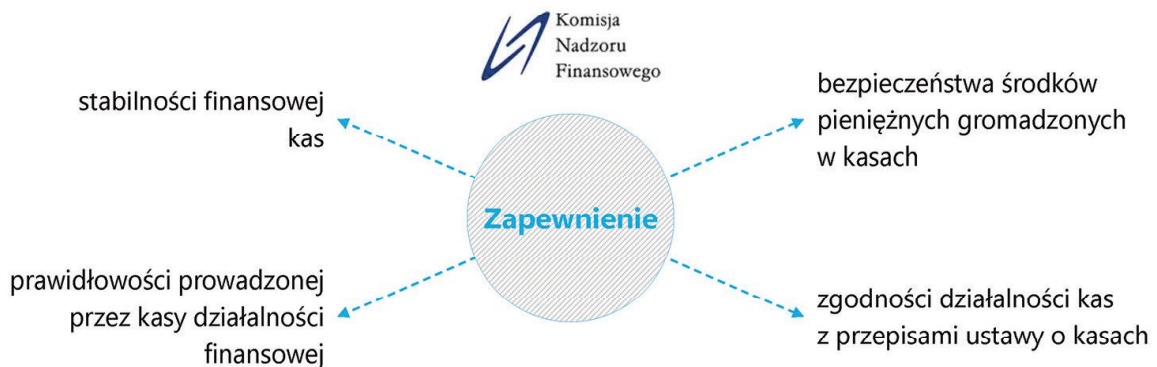 Komisja
Nadzoru
Finansowego
stabilności finansowej
kas
bezpieczeństwa środków
pieniężnych gromadzonych
w kasach
Zapewnienie
prawidłowości prowadzonej
przez kasy działalności
finansowej
zgodności działalności kas
z przepisami ustawy o kasach